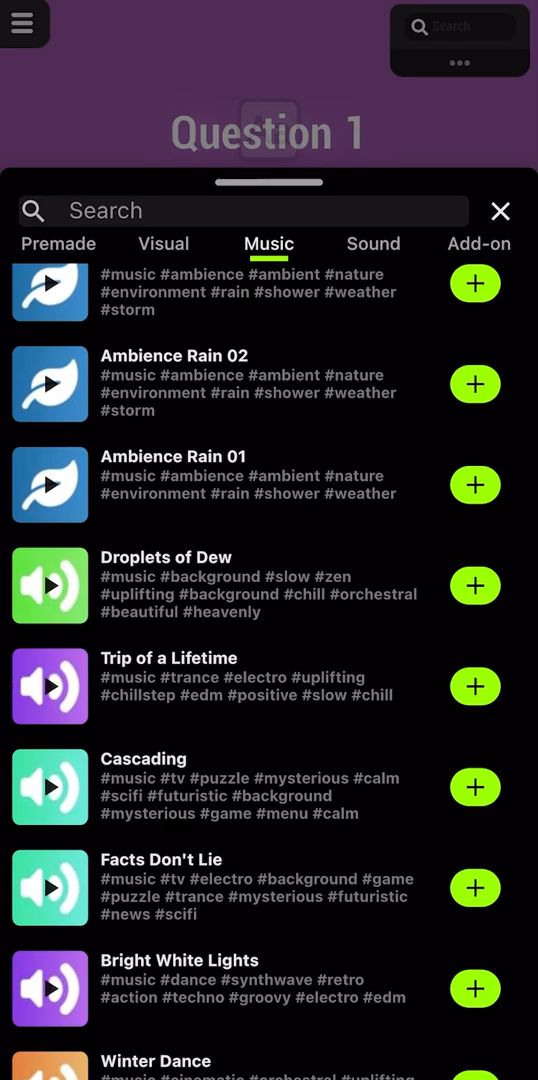 Search
Question 1
Search
Premade Visual Music Sound Add-on
#music #ambience #ambient #nature
#environment #rain #shower #weather
#storm
Ambience Rain 02
#music #ambience #ambient #nature
#environment #rain #shower #weather
#storm
Ambience Rain 01
#music #ambience #ambient #nature
#environment #rain #shower #weather
Droplets of Dew
#music #background #slow #zen
#uplifting #background #chill #orchestral
#beautiful #heavenly
Trip of a Lifetime
#music #trance #electro #uplifting
#chillstep #edm #positive #slow #chill
Cascading
#music #tv #puzzle #mysterious #calm
#scifi #futuristic #background
#mysterious #game #menu #calm
Facts Don't Lie
#music #tv #electro #background #game
#puzzle #trance #mysterious #futuristic
#news #scifi
Bright White Lights
#music #dance #synthwave #retro
#action #techno #groovy #electro #edm
Winter Dance
#music #cinematic #orchestral #uplifting